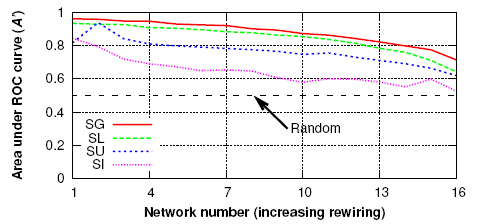 Area under ROC curve (A')
1
0.8
0.6
0.4
0.2
0
SG
SL
SU
SI
Random
1 4 7 10 13 16
Network number (increasing rewiring)